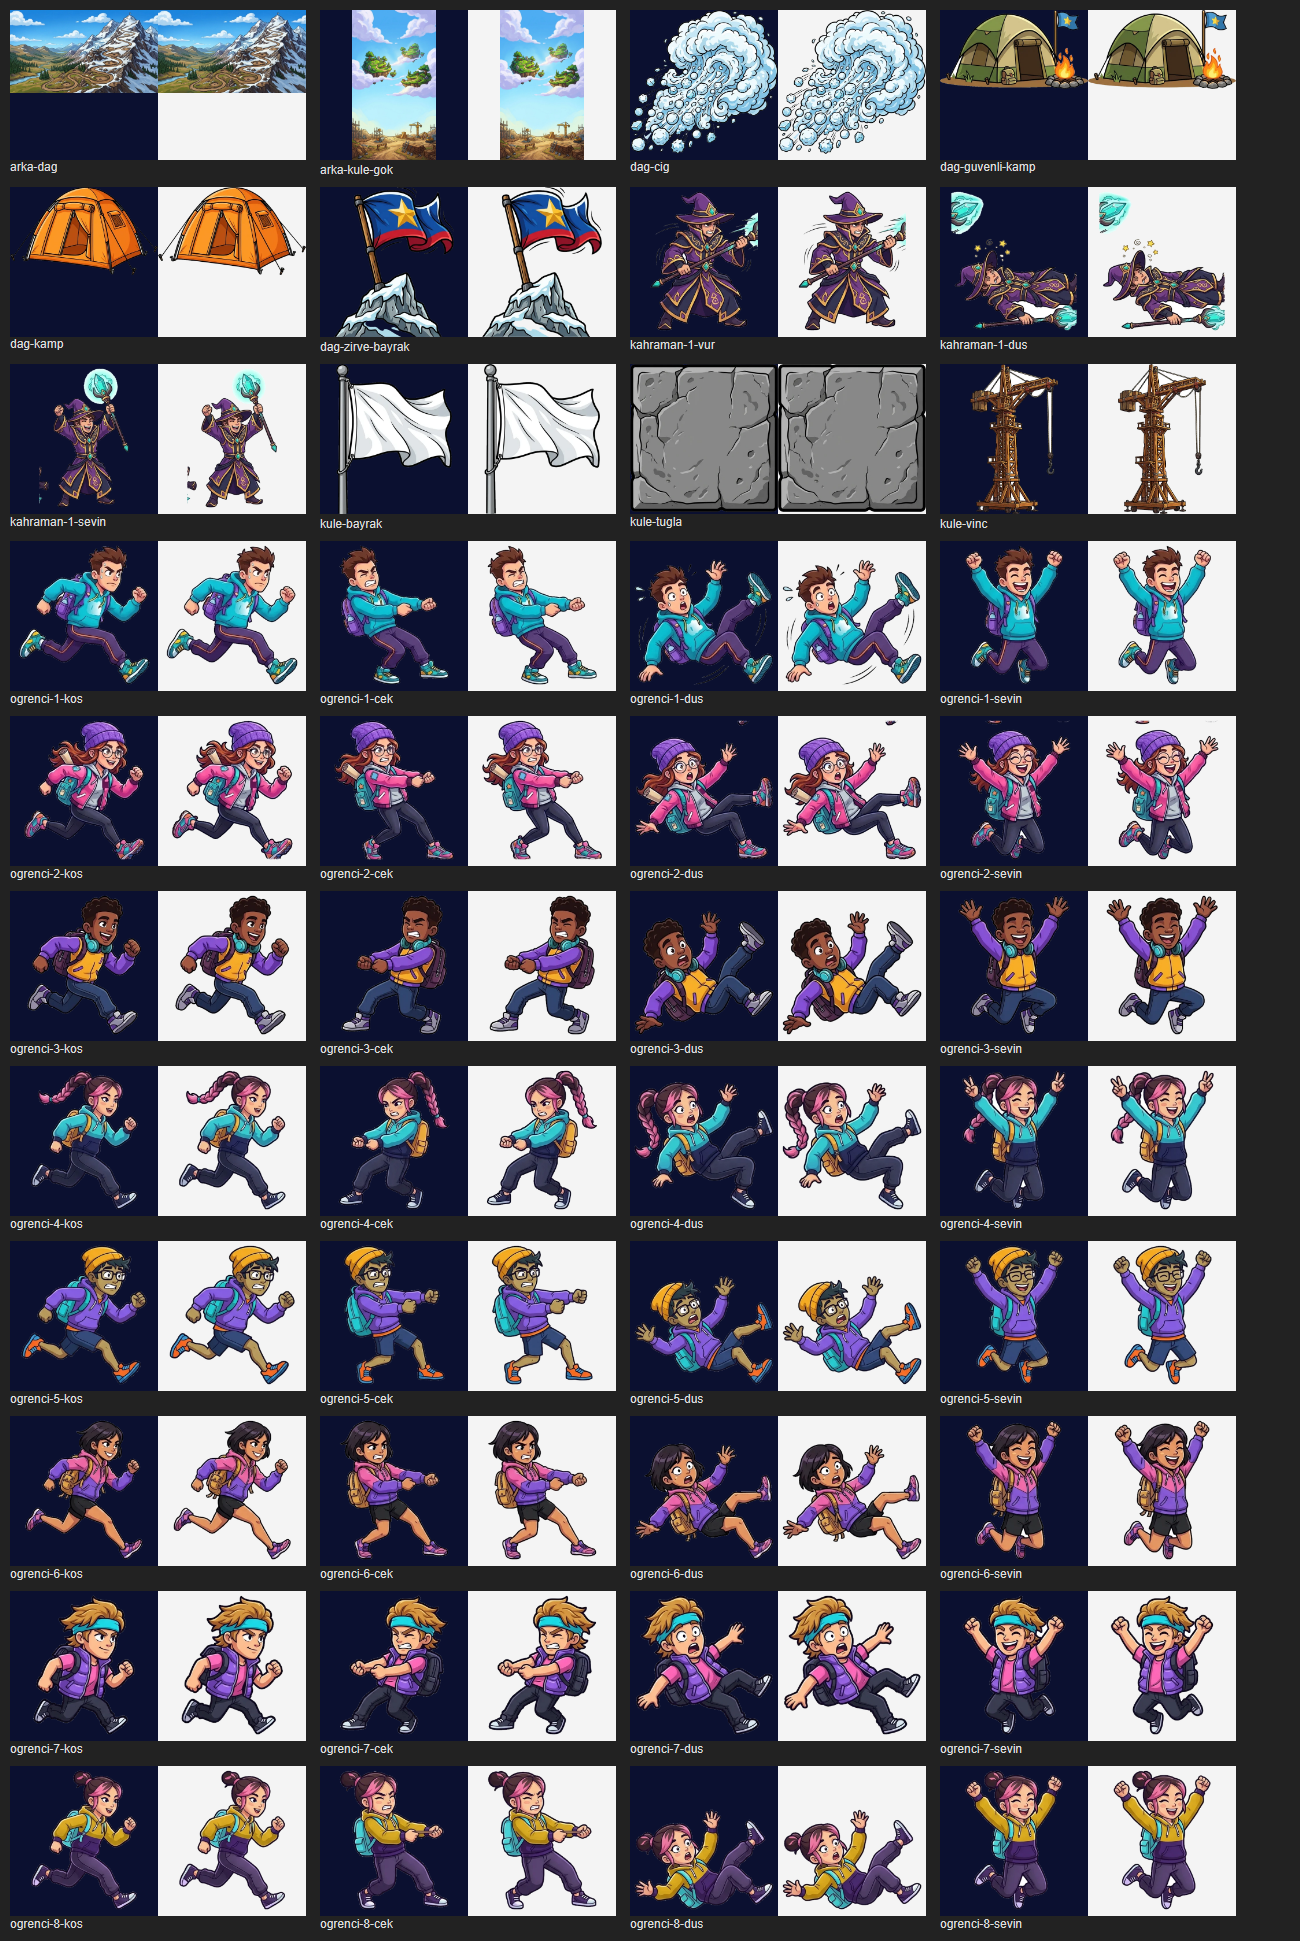 arka-dag
arka-kule-gok
dag-cig
dag-guvenli-kamp
dag-kamp
dag-zirve-bayrak
kahraman-1-vur
kahraman-1-dus
kahraman-1-sevin
kule-bayrak
kule-tugla
kule-vinc
ogrenci-1-kos
ogrenci-1-cek
ogrenci-1-dus
ogrenci-1-sevin
ogrenci-2-kos
ogrenci-2-cek
ogrenci-2-dus
ogrenci-2-sevin
ogrenci-3-kos
ogrenci-3-cek
ogrenci-3-dus
ogrenci-3-sevin
ogrenci-4-kos
ogrenci-4-cek
ogrenci-4-dus
ogrenci-4-sevin
ogrenci-5-kos
ogrenci-5-cek
ogrenci-5-dus
ogrenci-5-sevin
ogrenci-6-kos
ogrenci-6-cek
ogrenci-6-dus
ogrenci-6-sevin
ogrenci-7-kos
ogrenci-7-cek
ogrenci-7-dus
ogrenci-7-sevin
ogrenci-8-kos
ogrenci-8-cek
ogrenci-8-dus
ogrenci-8-sevin